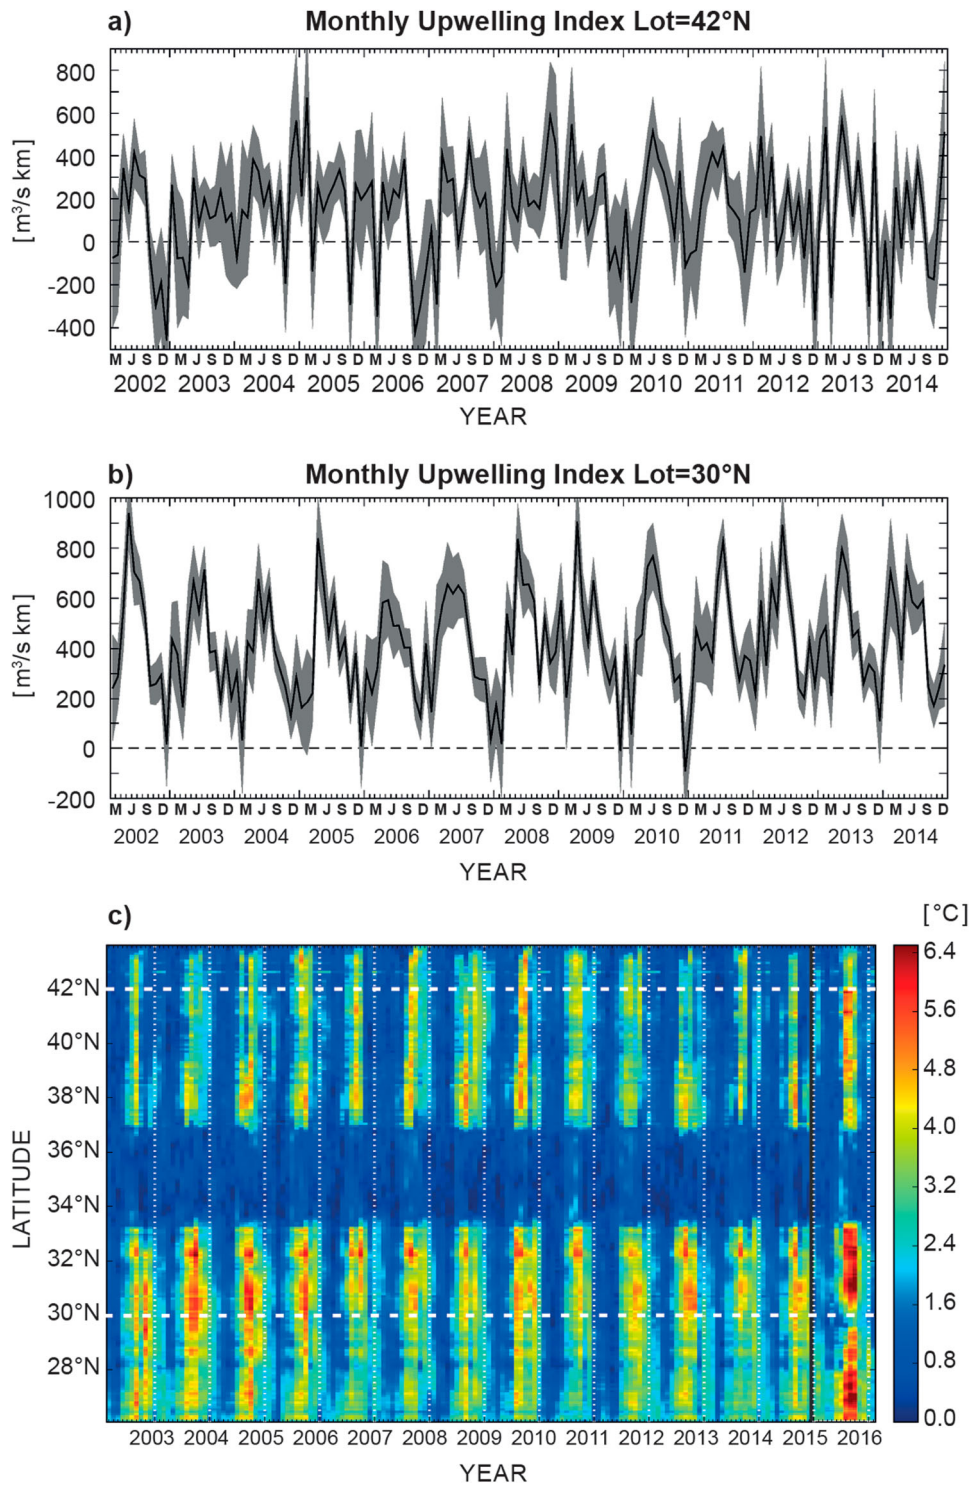 a) Monthly Upwelling Index Lot=42°N
800
600
400
200
0
-200
-400
[m³/s km]
M J S D M J S D M J S D M J S D M J S D M J S D M J S D M J S D M J S D M J S D M J S D M J S D M J S D
2002 2003 2004 2005 2006 2007 2008 2009 2010 2011 2012 2013 2014
YEAR
b) Monthly Upwelling Index Lot=30°N
1000
800
600
400
200
0
-200
[m³/s km]
M J S D M J S D M J S D M J S D M J S D M J S D M J S D M J S D M J S D M J S D M J S D M J S D M J S D
2002 2003 2004 2005 2006 2007 2008 2009 2010 2011 2012 2013 2014
YEAR
c) [°C]
42°N
40°N
38°N
36°N
34°N
32°N
30°N
28°N
LATITUDE
6.4
5.6
4.8
4.0
3.2
2.4
1.6
0.8
0.0
2003 2004 2005 2006 2007 2008 2009 2010 2011 2012 2013 2014 2015 2016
YEAR